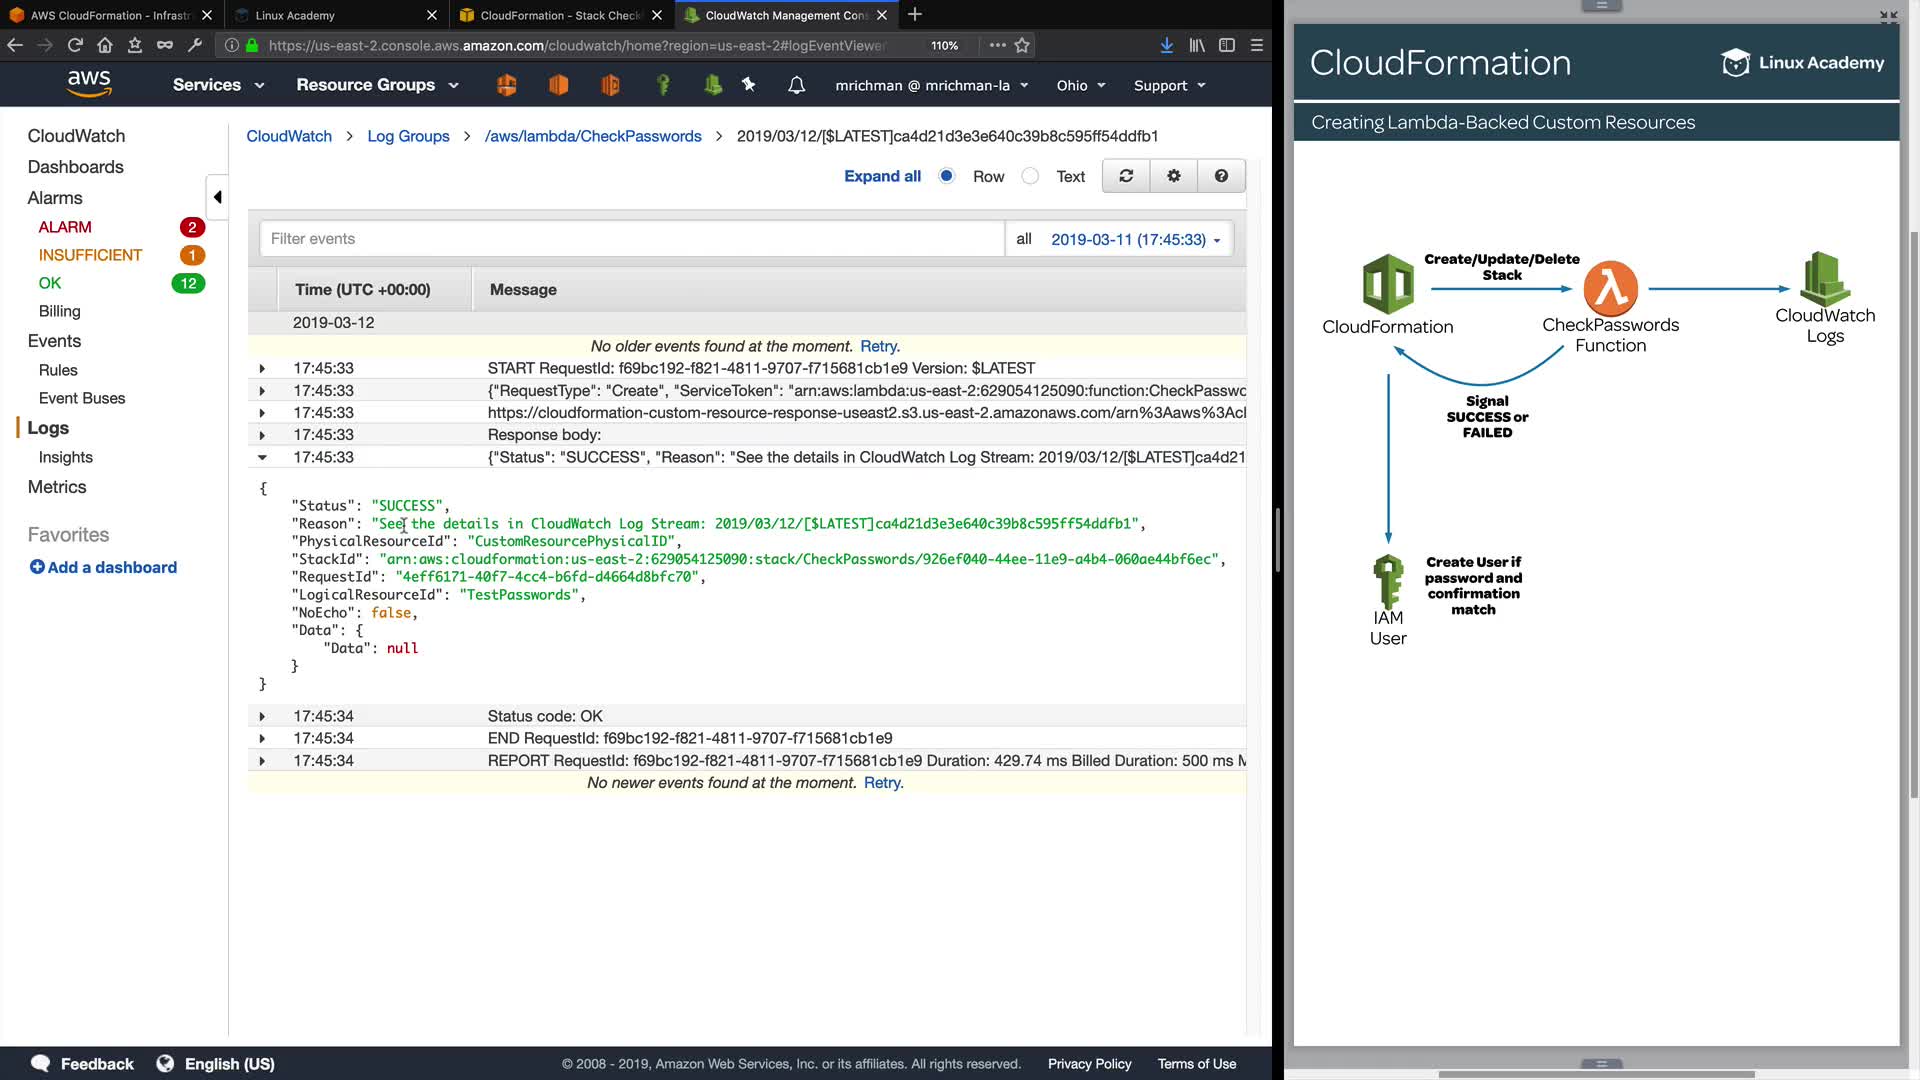 AWS CloudFormation - Infrastr
Linux Academy
CloudFormation - Stack Check
CloudWatch Management Cons
https://us-east-2.console.aws.amazon.com/cloudwatch/home?region=us-east-2#logEventViewer
110%
aws
Services
Resource Groups
mrichman @ mrichman-la
Ohio
Support
CloudWatch
Dashboards
Alarms
ALARM 2
INSUFFICIENT 1
OK 12
Billing
Events
Rules
Event Buses
Logs
Insights
Metrics
Favorites
Add a dashboard
CloudWatch > Log Groups > /aws/lambda/CheckPasswords > 2019/03/12/[$LATEST]ca4d21d3e3e640c39b8c595ff54ddfb1
Expand all Row Text
Filter events
all 2019-03-11 (17:45:33)
Time (UTC +00:00) Message
2019-03-12
No older events found at the moment. Retry.
17:45:33 START RequestId: f69bc192-f821-4811-9707-f715681cb1e9 Version: $LATEST
17:45:33 {"RequestType": "Create", "ServiceToken": "arn:aws:lambda:us-east-2:629054125090:function:CheckPasswo
17:45:33 https://cloudformation-custom-resource-response-useast2.s3.us-east-2.amazonaws.com/arn%3Aaws%3Acl
17:45:33 Response body:
17:45:33 {"Status": "SUCCESS", "Reason": "See the details in CloudWatch Log Stream: 2019/03/12/[$LATEST]ca4d21
{
"Status": "SUCCESS",
"Reason": "See the details in CloudWatch Log Stream: 2019/03/12/[$LATEST]ca4d21d3e3e640c39b8c595ff54ddfb1",
"PhysicalResourceId": "CustomResourcePhysicalID",
"StackId": "arn:aws:cloudformation:us-east-2:629054125090:stack/CheckPasswords/926ef040-44ee-11e9-a4b4-060ae44bf6ec",
"RequestId": "4eff6171-40f7-4cc4-b6fd-d4664d8bfc70",
"LogicalResourceId": "TestPasswords",
"NoEcho": false,
"Data": {
"Data": null
}
}
17:45:34 Status code: OK
17:45:34 END RequestId: f69bc192-f821-4811-9707-f715681cb1e9
17:45:34 REPORT RequestId: f69bc192-f821-4811-9707-f715681cb1e9 Duration: 429.74 ms Billed Duration: 500 ms M
No newer events found at the moment. Retry.
Feedback
English (US)
© 2008 - 2019, Amazon Web Services, Inc. or its affiliates. All rights reserved.
Privacy Policy
Terms of Use
CloudFormation
Linux Academy
Creating Lambda-Backed Custom Resources
Create/Update/Delete
Stack
CloudFormation
CheckPasswords
Function
CloudWatch
Logs
Signal
SUCCESS or
FAILED
Create User if
password and
confirmation
match
IAM
User